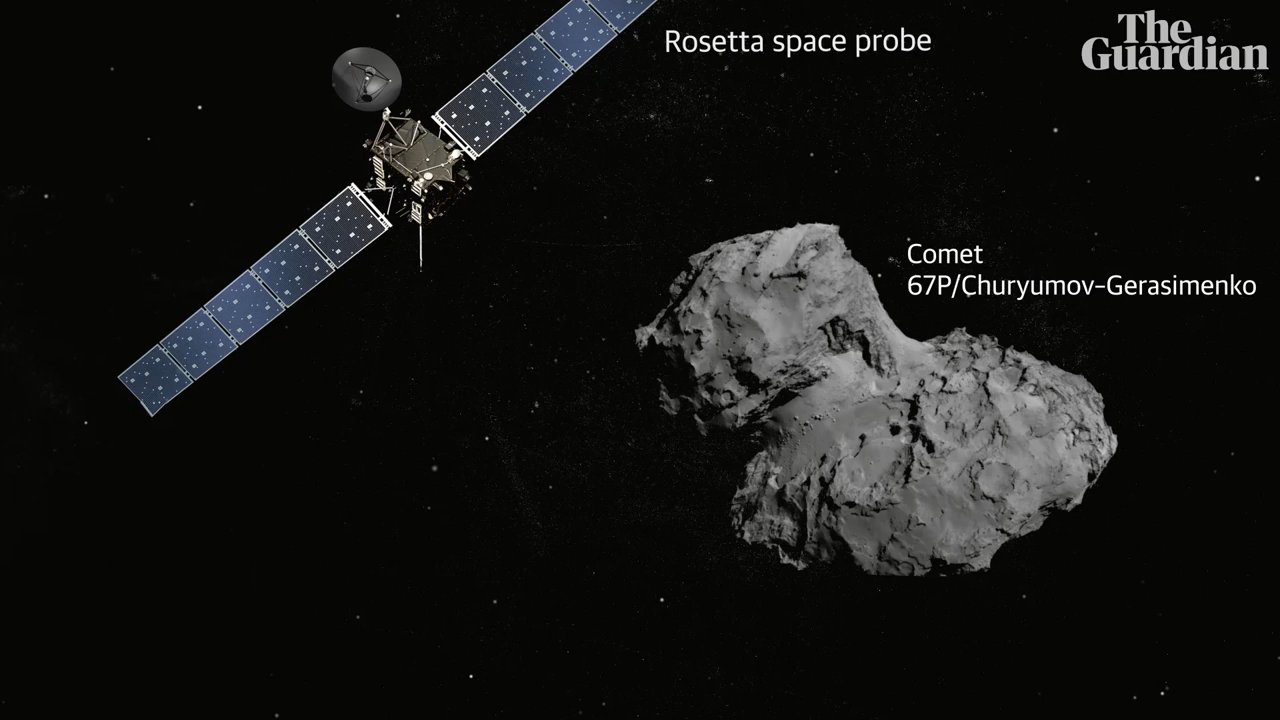 Rosetta space probe
The
Guardian
Comet
67P/Churyumov-Gerasimenko